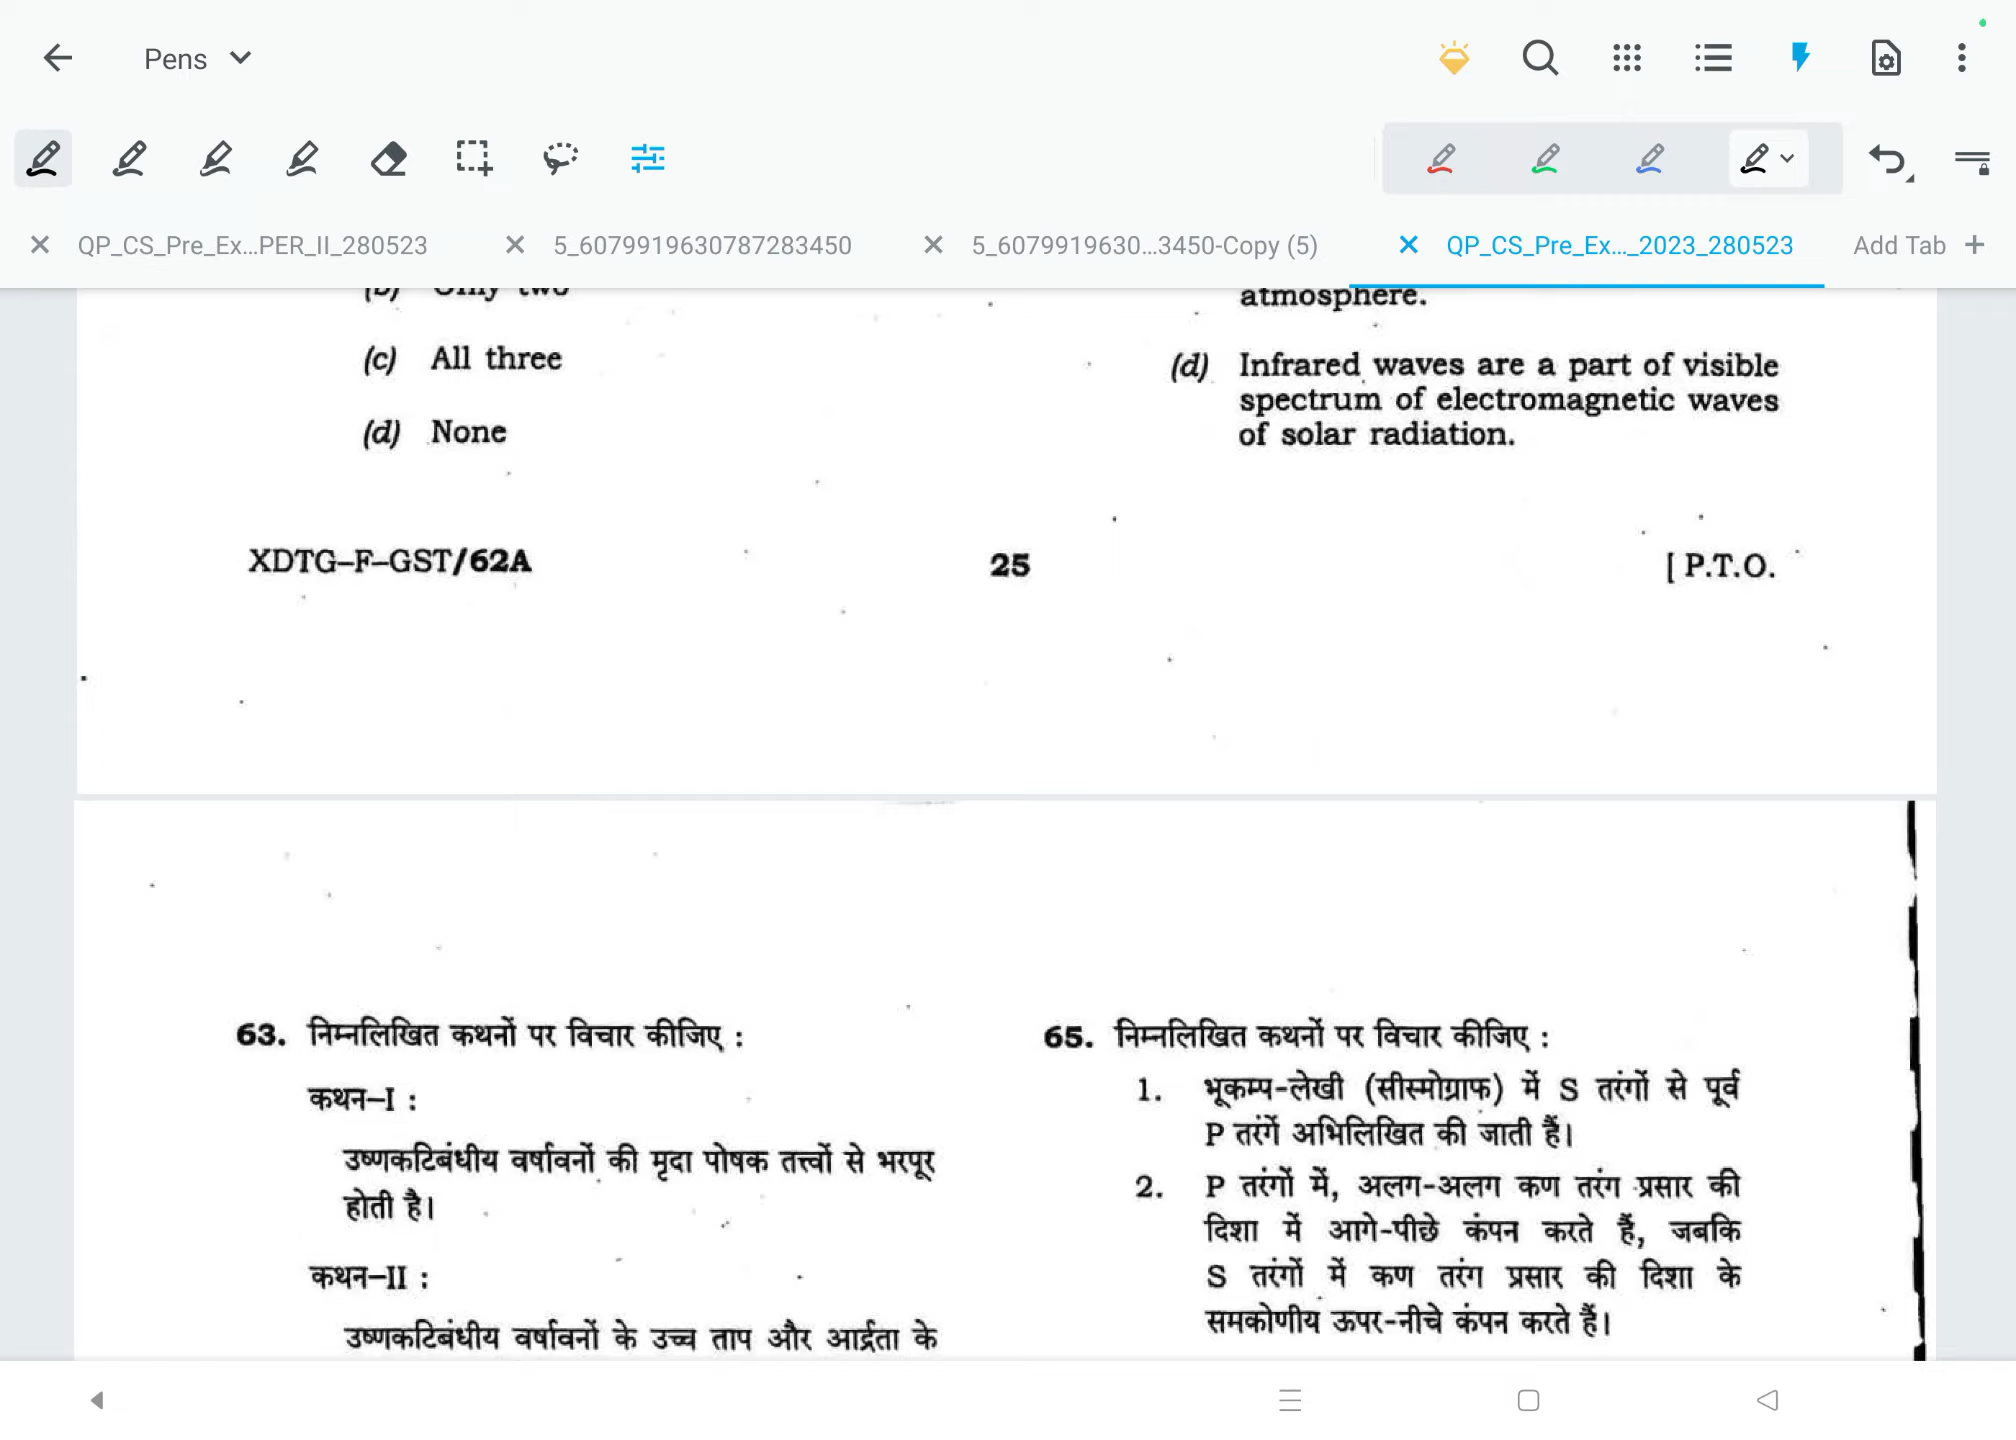 Pens
QP_CS_Pre_Ex...PER_II_280523
5_6079919630787283450
5_6079919630...3450-Copy (5)
QP_CS_Pre_Ex..._2023_280523
Add Tab
(b) Only two
(c) All three
(d) None
atmosphere.
(d) Infrared waves are a part of visible
spectrum of electromagnetic waves
of solar radiation.
XDTG–F–GST/62A
25
[ P.T.O.
63. निम्नलिखित कथनों पर विचार कीजिए :
कथन–I :
उष्णकटिबंधीय वर्षावनों की मृदा पोषक तत्त्वों से भरपूर
होती है।
कथन–II :
उष्णकटिबंधीय वर्षावनों के उच्च ताप और आर्द्रता के
65. निम्नलिखित कथनों पर विचार कीजिए :
1. भूकम्प-लेखी (सीस्मोग्राफ) में S तरंगों से पूर्व
P तरंगें अभिलिखित की जाती हैं।
2. P तरंगों में, अलग-अलग कण तरंग प्रसार की
दिशा में आगे-पीछे कंपन करते हैं, जबकि
S तरंगों में कण तरंग प्रसार की दिशा के
समकोणीय ऊपर-नीचे कंपन करते हैं।